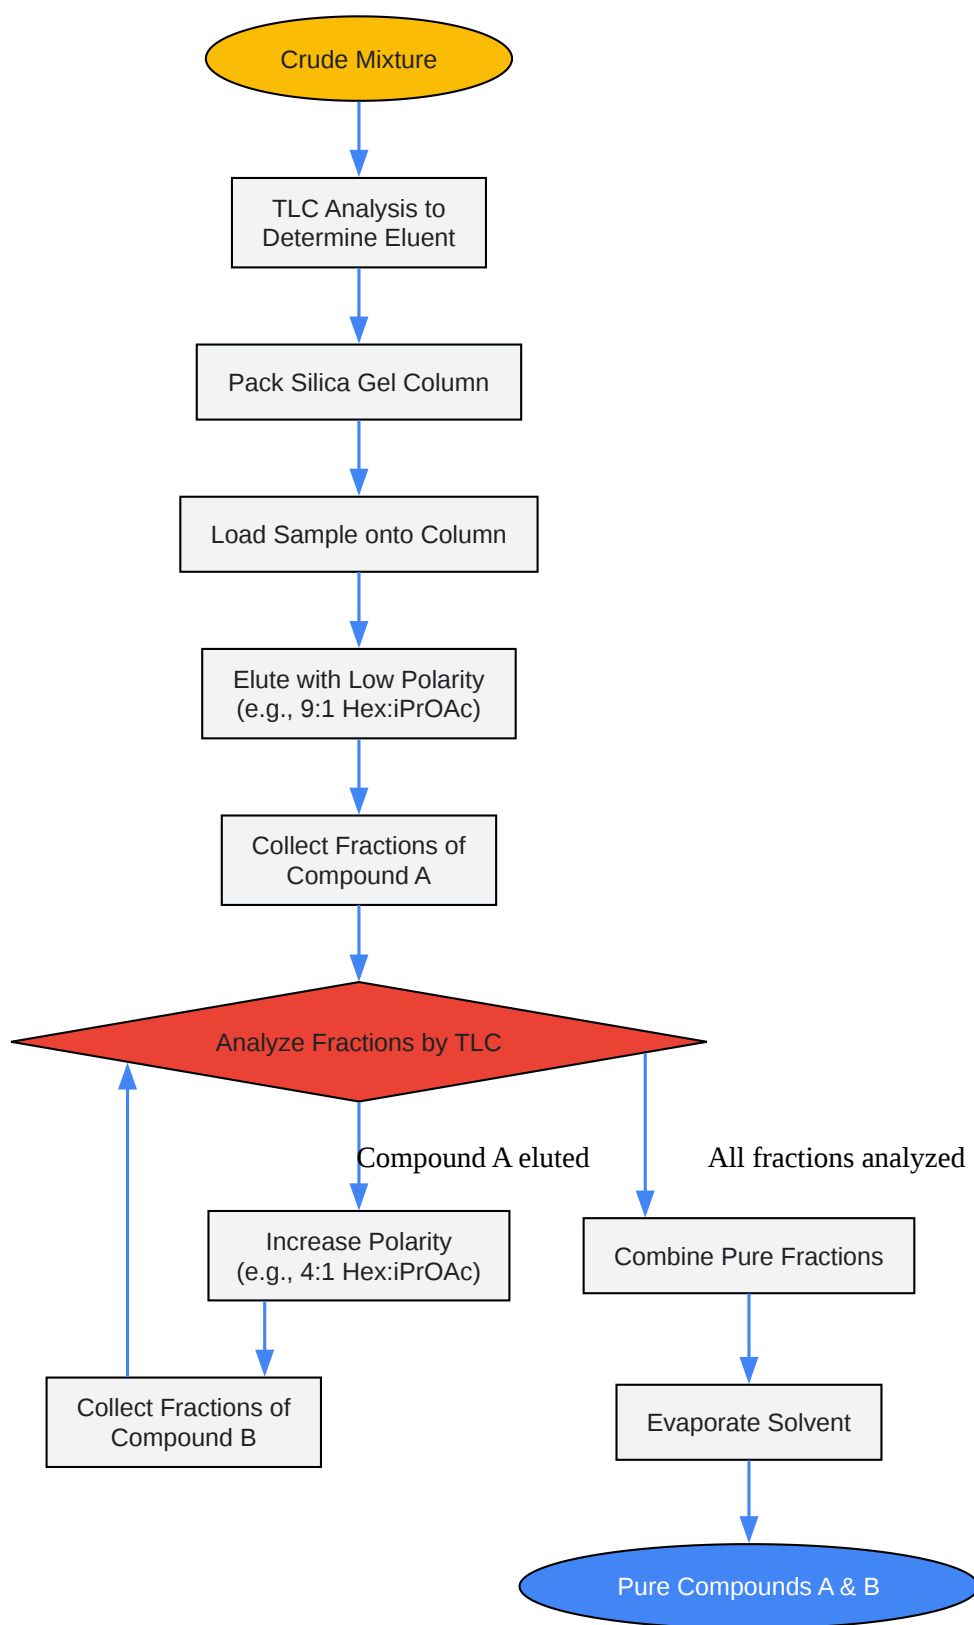 Crude Mixture
TLC Analysis to
Determine Eluent
Pack Silica Gel Column
Load Sample onto Column
Elute with Low Polarity
(e.g., 9:1 Hex:iPrOAc)
Collect Fractions of
Compound A
Analyze Fractions by TLC
Compound A eluted
All fractions analyzed
Increase Polarity
(e.g., 4:1 Hex:iPrOAc)
Combine Pure Fractions
Collect Fractions of
Compound B
Evaporate Solvent
Pure Compounds A & B